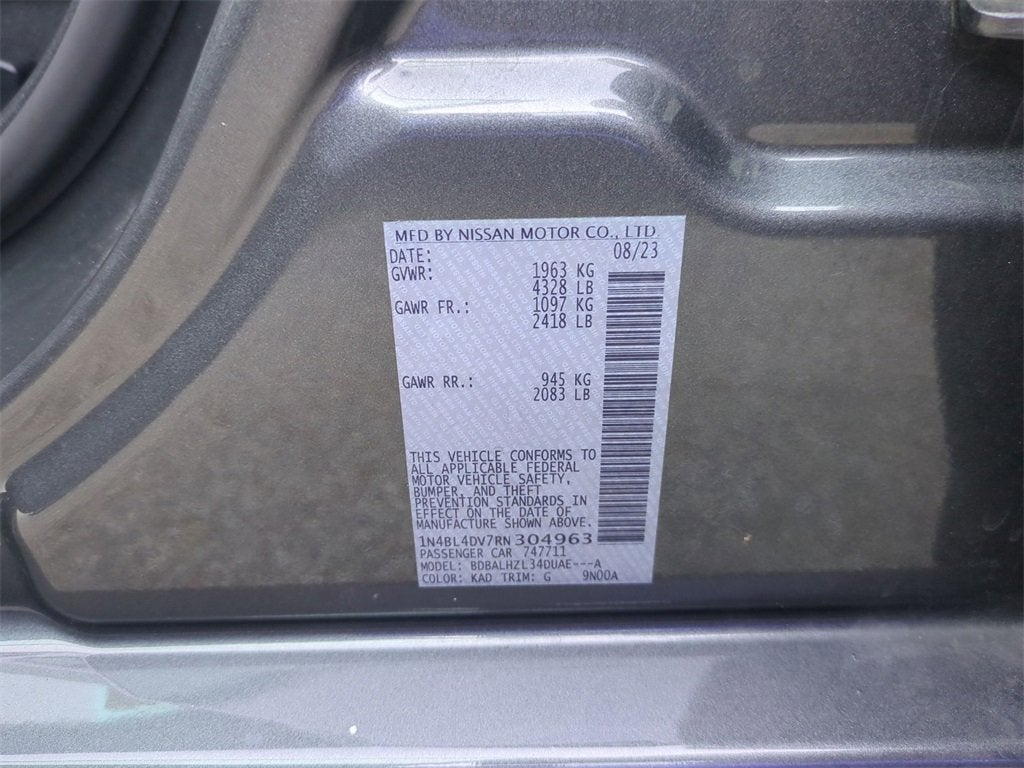 MFD BY NISSAN MOTOR CO., LTD.
DATE: 08/23
GVWR: 1963 KG
4328 LB
GAWR FR.: 1097 KG
2418 LB
GAWR RR.: 945 KG
2083 LB
THIS VEHICLE CONFORMS TO
ALL APPLICABLE FEDERAL
MOTOR VEHICLE SAFETY,
BUMPER, AND THEFT
PREVENTION STANDARDS IN
EFFECT ON THE DATE OF
MANUFACTURE SHOWN ABOVE.
1N4BL4DV7RN304963
PASSENGER CAR 747711
MODEL: BDBALHZL34DUAE---A
COLOR: KAD TRIM: G 9N00A